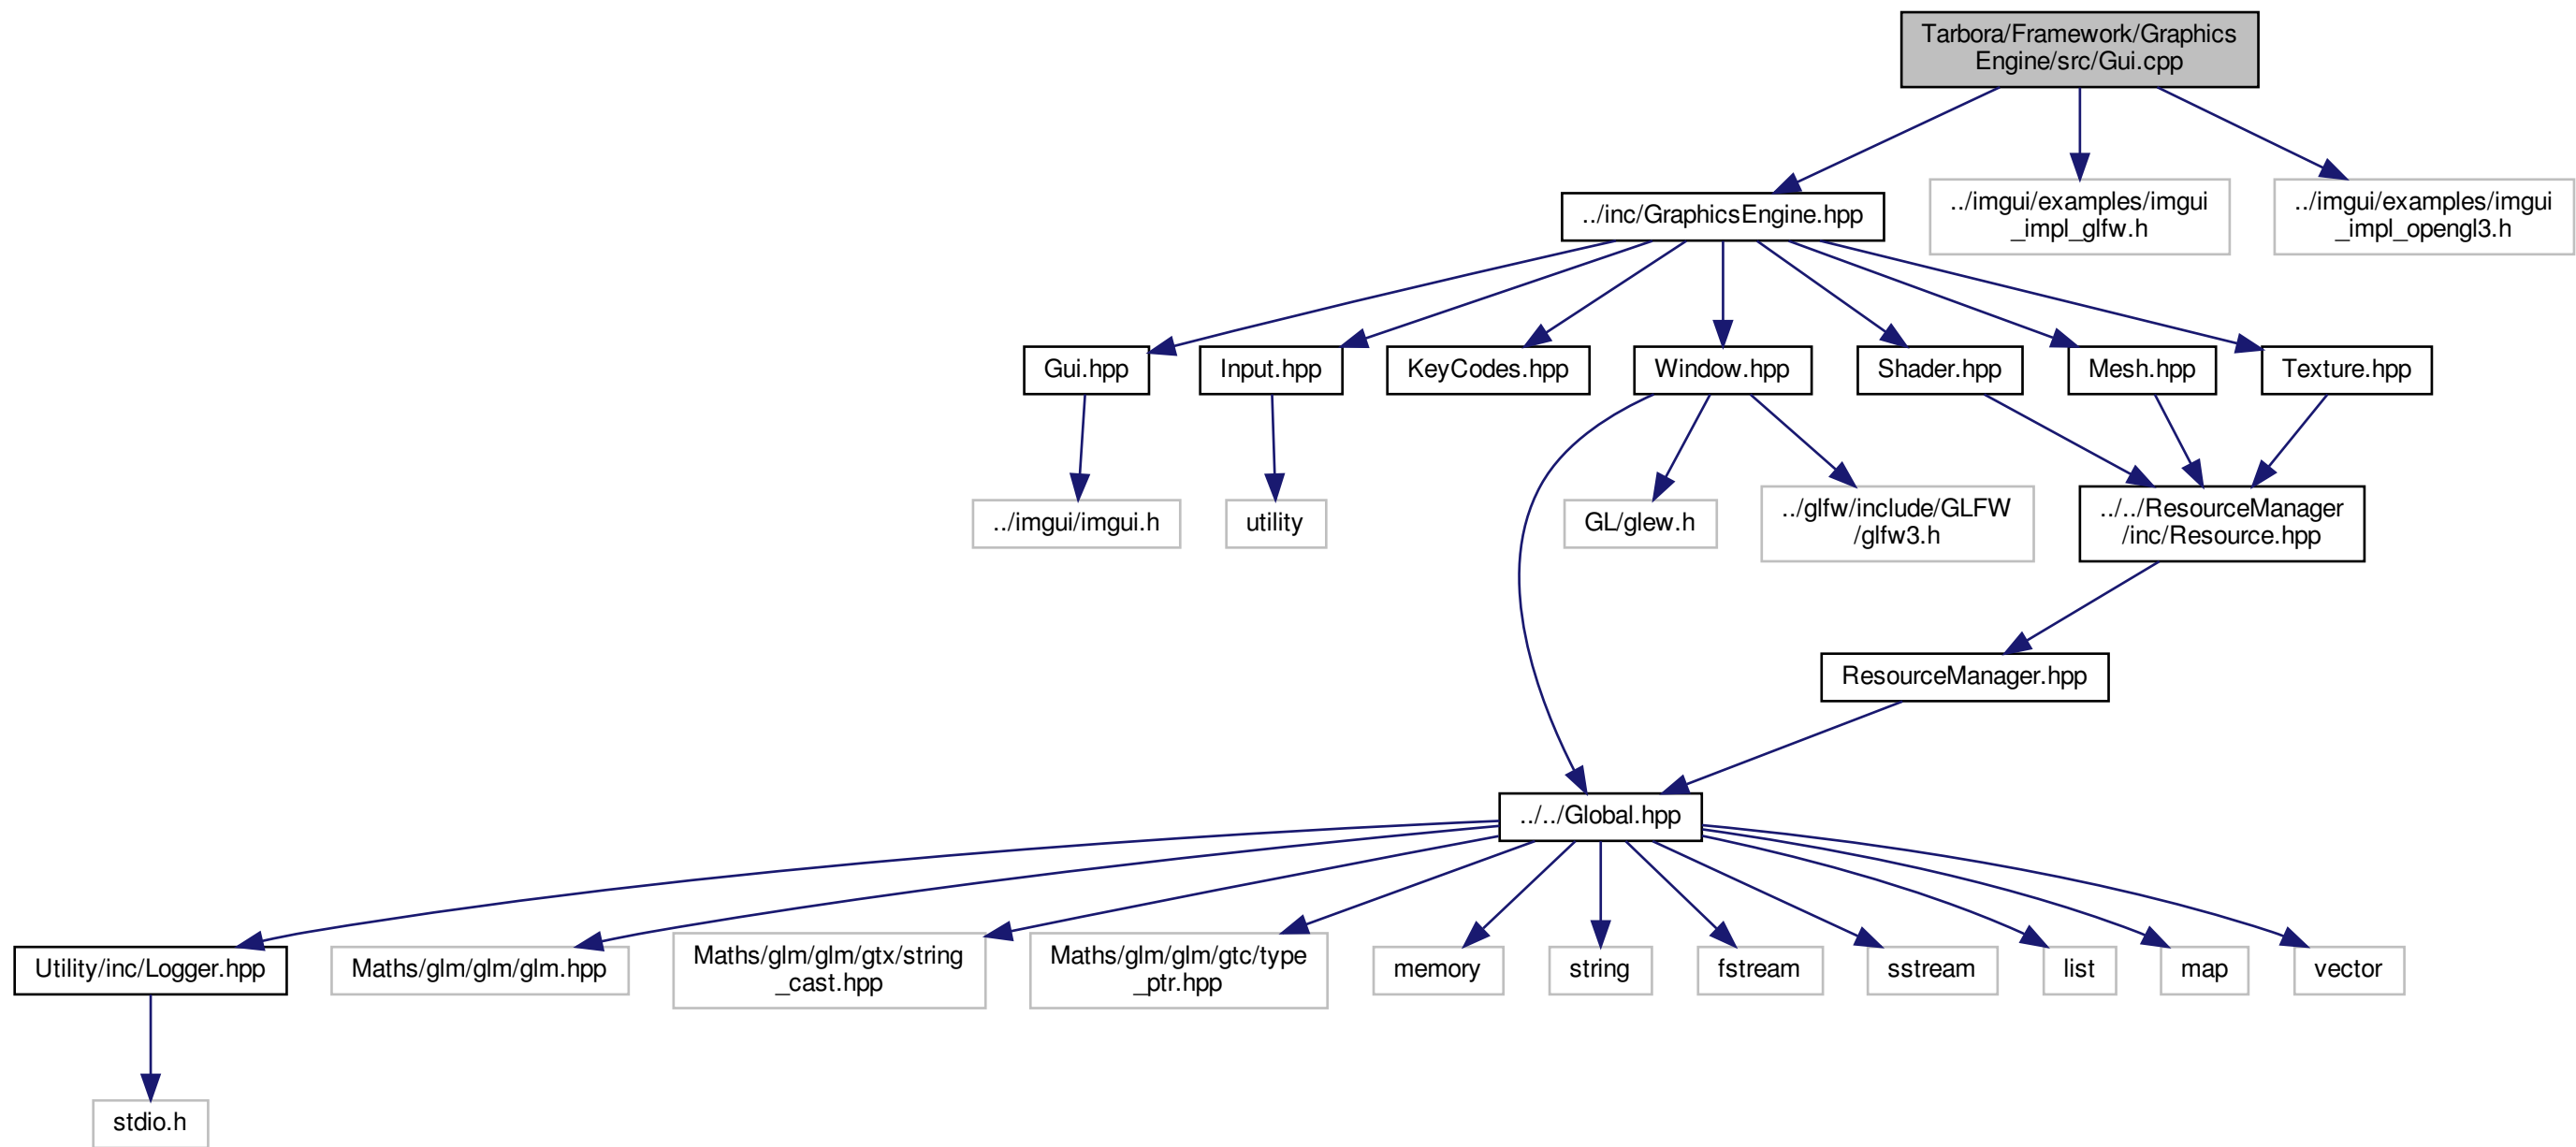 Tarbora/Framework/Graphics
Engine/src/Gui.cpp
../inc/GraphicsEngine.hpp
../imgui/examples/imgui
_impl_glfw.h
../imgui/examples/imgui
_impl_opengl3.h
Gui.hpp
Input.hpp
KeyCodes.hpp
Window.hpp
Shader.hpp
Mesh.hpp
Texture.hpp
../imgui/imgui.h
utility
GL/glew.h
../glfw/include/GLFW
/glfw3.h
../../ResourceManager
/inc/Resource.hpp
ResourceManager.hpp
../../Global.hpp
Utility/inc/Logger.hpp
Maths/glm/glm/glm.hpp
Maths/glm/glm/gtx/string
_cast.hpp
Maths/glm/glm/gtc/type
_ptr.hpp
memory
string
fstream
sstream
list
map
vector
stdio.h